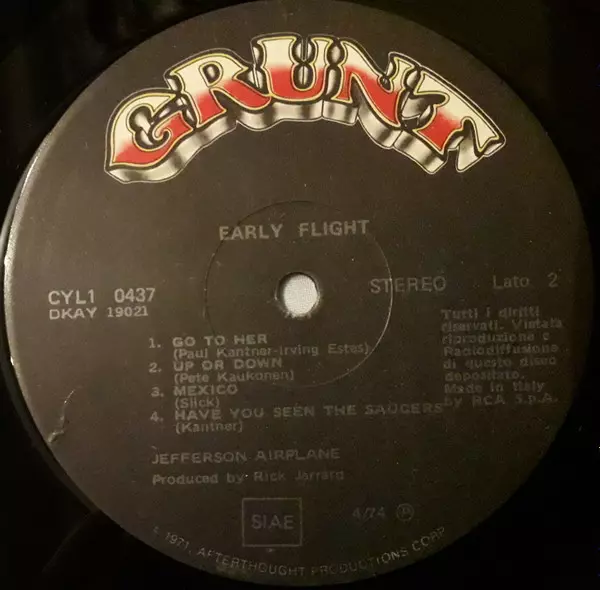 GRUNT
EARLY FLIGHT
CYL1 0437
DKAY 19021
STEREO Lato 2
1. GO TO HER
(Paul Kantner-Irving Estes)
2. UP OR DOWN
(Pete Kaukonen)
3. MEXICO
(Slick)
4. HAVE YOU SEEN THE SAUCERS
(Kantner)
Tutti i diritti
riservati. Vietata
riproduzione e
Radiodiffusione
di questo disco
depositato.
Made in Italy
by RCA S.p.A.
JEFFERSON AIRPLANE
Produced by Rick Jarrard
SIAE
4/74 ℗
© 1971, AFTERTHOUGHT PRODUCTIONS CORP.